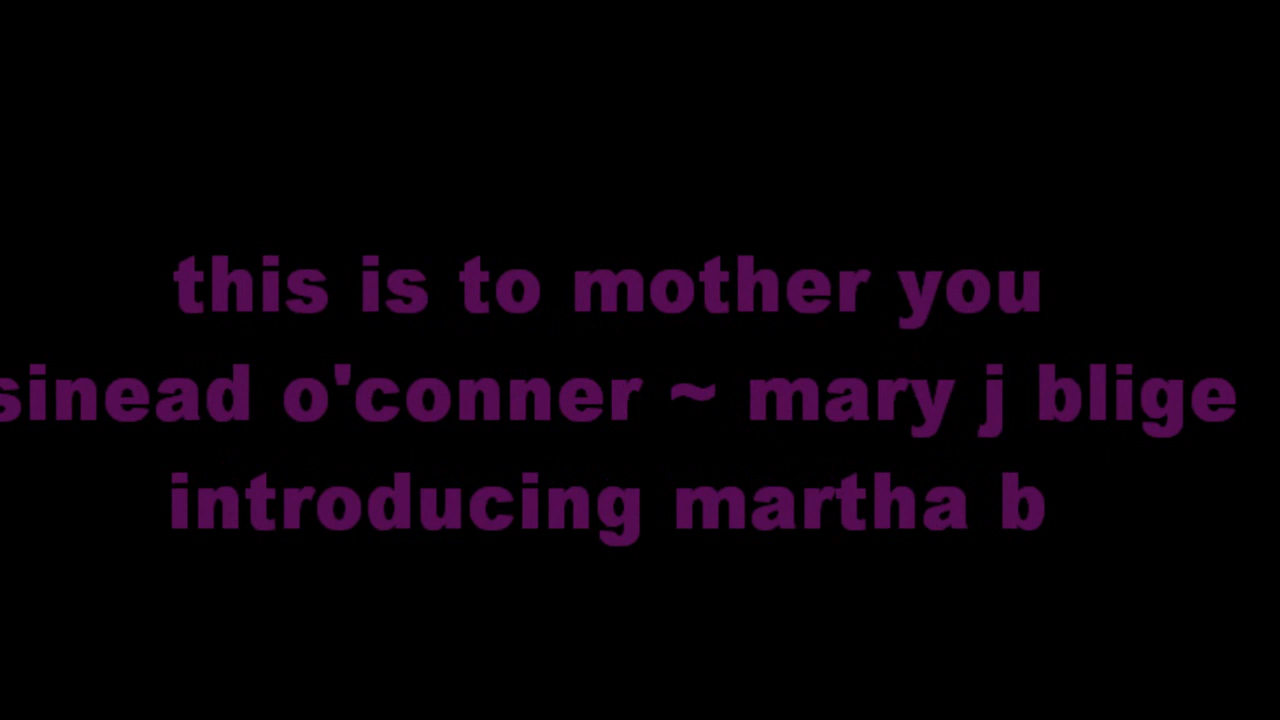 this is to mother you
sinead o'conner ~ mary j blige
introducing martha b